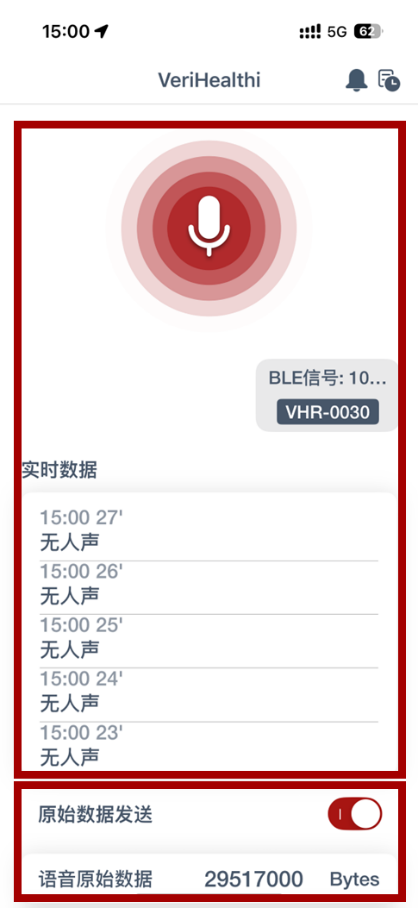 15:00
5G 62
VeriHealthi
BLE信号: 10...
VHR-0030
实时数据
15:00 27'
无人声
15:00 26'
无人声
15:00 25'
无人声
15:00 24'
无人声
15:00 23'
无人声
原始数据发送
语音原始数据 29517000 Bytes